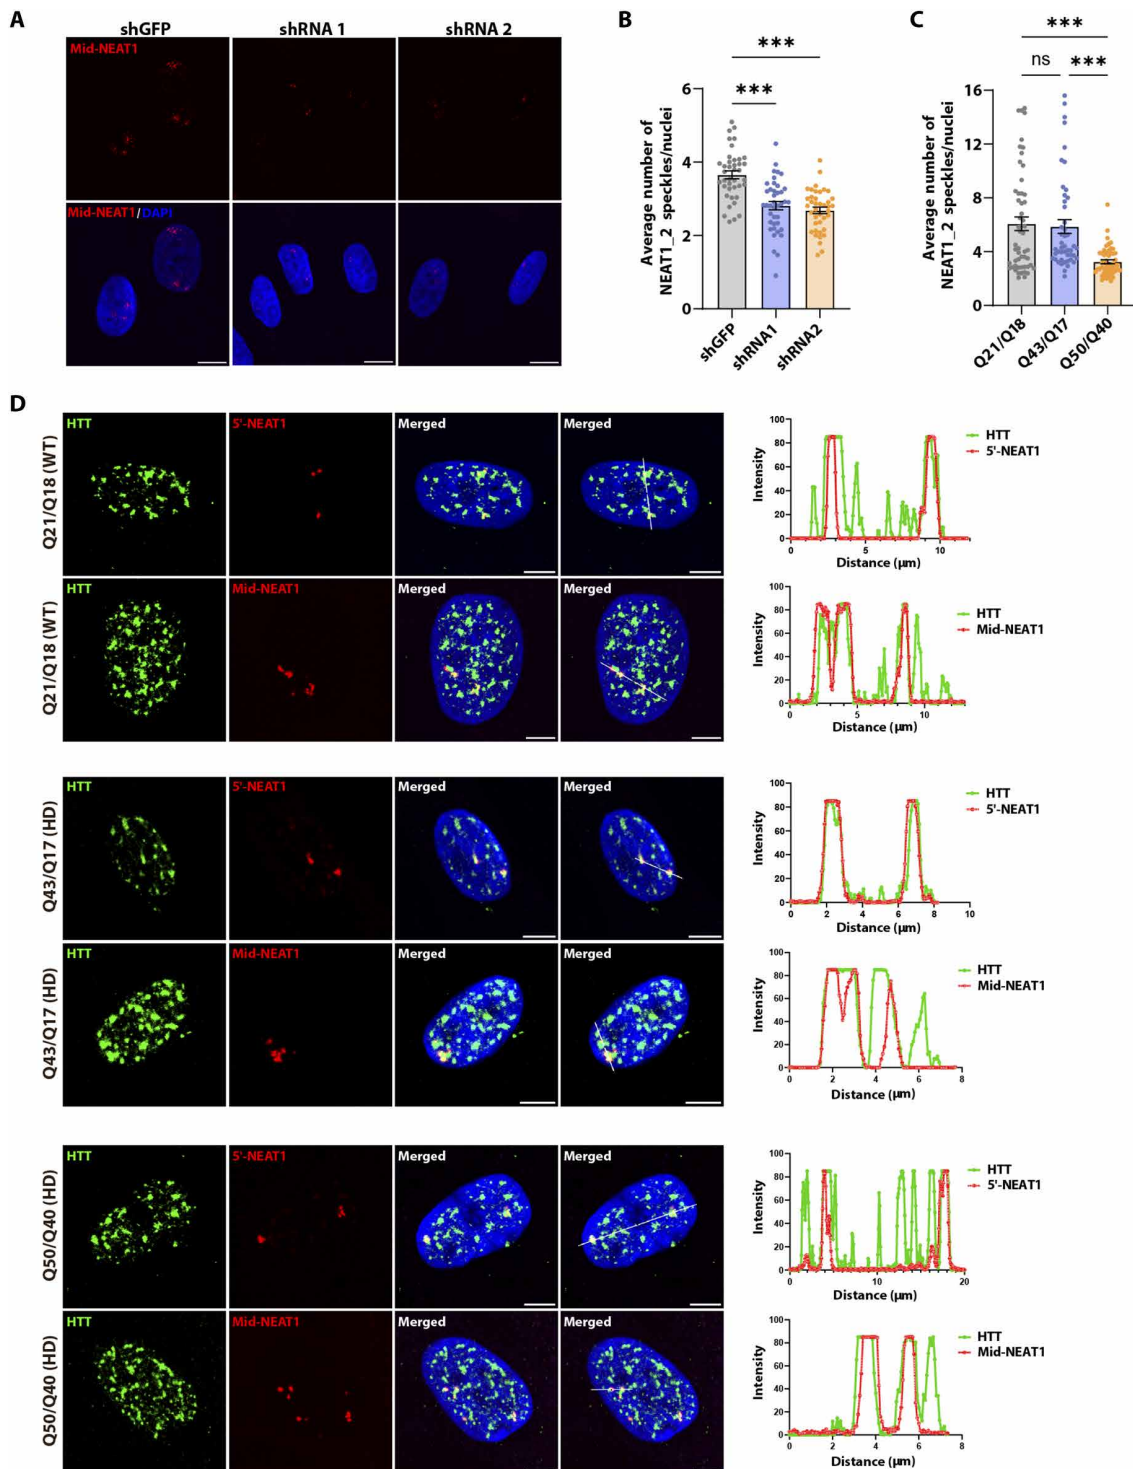 A
shGFP shRNA 1 shRNA 2
Mid-NEAT1
Mid-NEAT1/DAPI
B
***
***
Average number of
NEAT1_2 speckles/nuclei
6
4
2
0
shGFP shRNA1 shRNA2
C
***
ns ***
Average number of
NEAT1_2 speckles/nuclei
16
12
8
4
0
Q21/Q18 Q43/Q17 Q50/Q40
D
Q21/Q18 (WT)
HTT 5'-NEAT1 Merged Merged
Intensity
100
80
60
40
20
0
0 5 10
Distance (µm)
HTT
5'-NEAT1
Q21/Q18 (WT)
HTT Mid-NEAT1 Merged Merged
Intensity
100
80
60
40
20
0
0 5 10
Distance (µm)
HTT
Mid-NEAT1
Q43/Q17 (HD)
HTT 5'-NEAT1 Merged Merged
Intensity
100
80
60
40
20
0
0 2 4 6 8 10
Distance (µm)
HTT
5'-NEAT1
Q43/Q17 (HD)
HTT Mid-NEAT1 Merged Merged
Intensity
100
80
60
40
20
0
0 2 4 6 8
Distance (µm)
HTT
Mid-NEAT1
Q50/Q40 (HD)
HTT 5'-NEAT1 Merged Merged
Intensity
100
80
60
40
20
0
0 10 20
Distance (µm)
HTT
5'-NEAT1
Q50/Q40 (HD)
HTT Mid-NEAT1 Merged Merged
Intensity
100
80
60
40
20
0
0 2 4 6 8
Distance (µm)
HTT
Mid-NEAT1